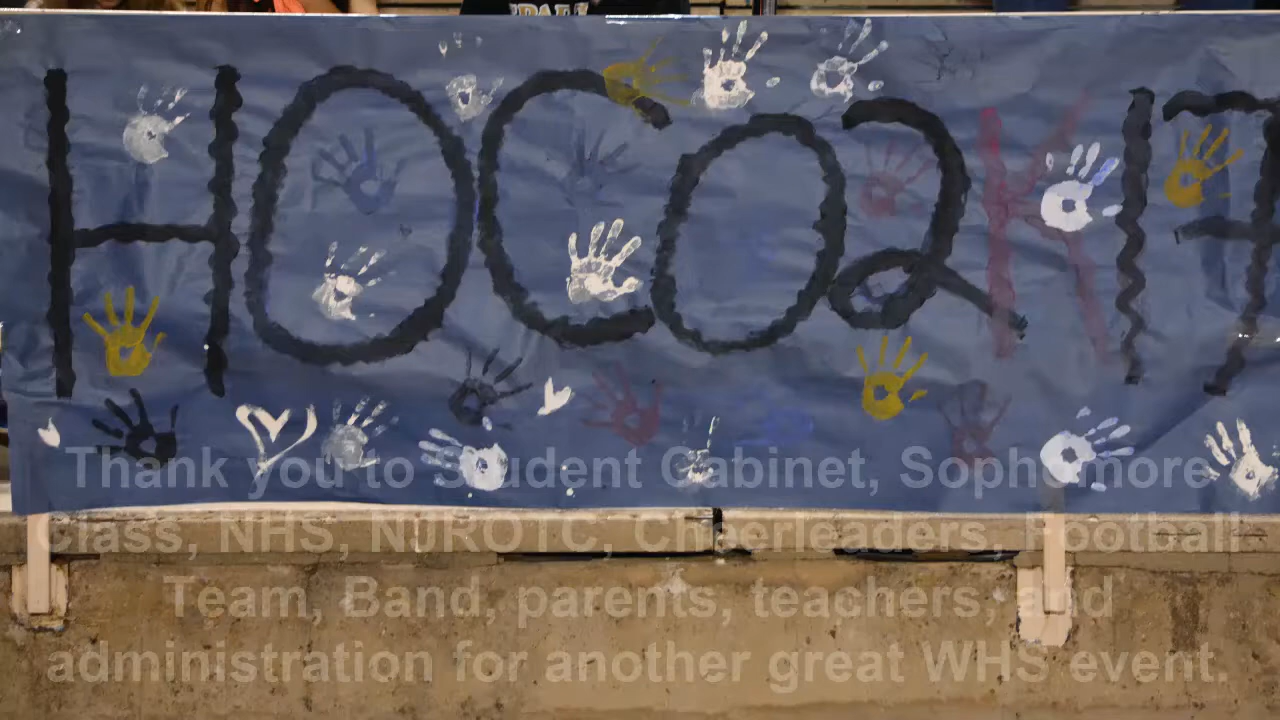 HOCO2K17
Thank you to Student Cabinet, Sophomore
Class, NHS, NJROTC, Cheerleaders, Football
Team, Band, parents, teachers, and
administration for another great WHS event.